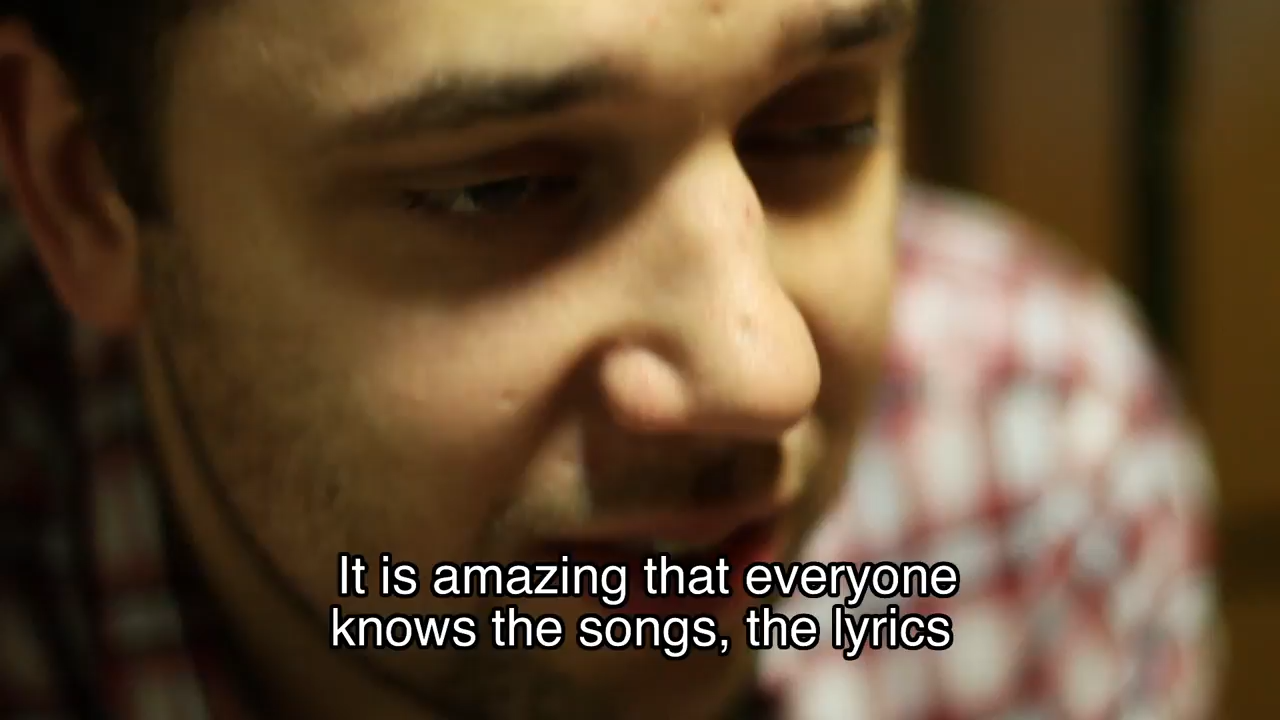 It is amazing that everyone
knows the songs, the lyrics